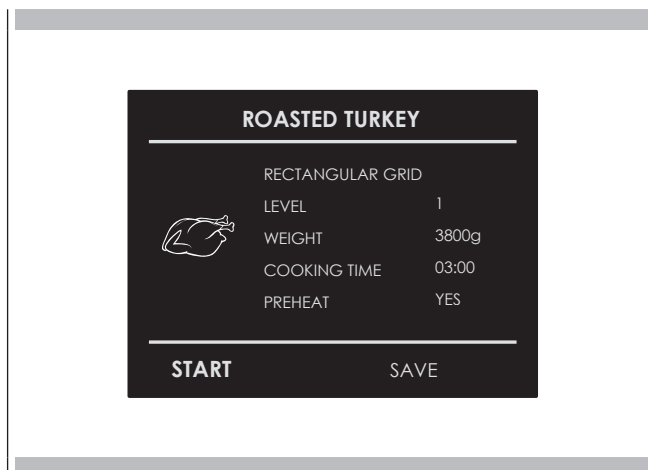 ROASTED TURKEY
RECTANGULAR GRID
LEVEL 1
WEIGHT 3800g
COOKING TIME 03:00
PREHEAT YES
START SAVE